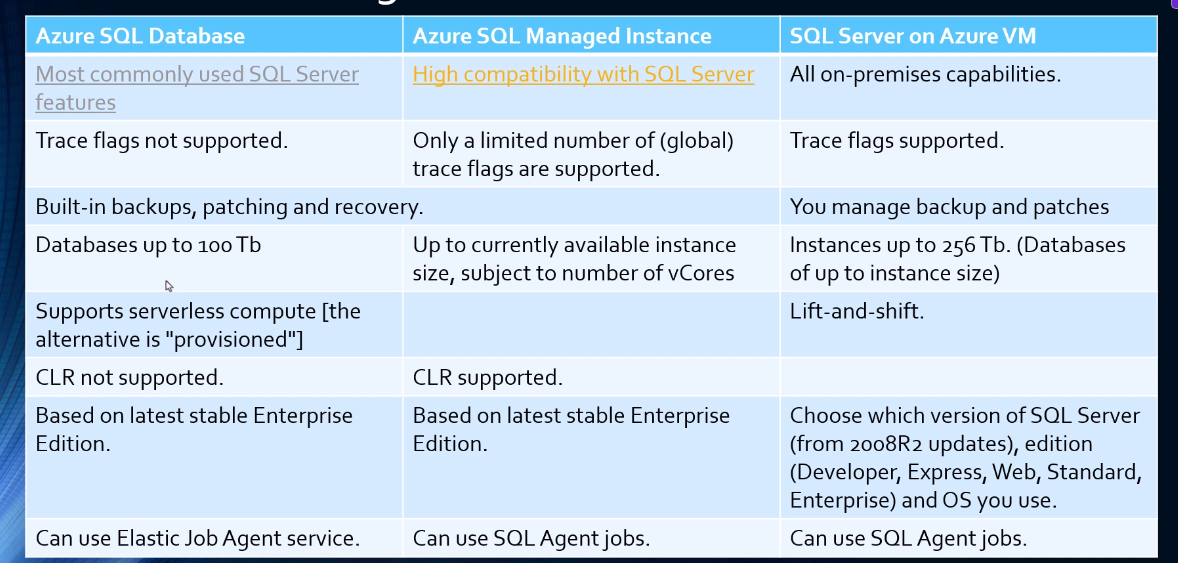 Azure SQL Database
Azure SQL Managed Instance
SQL Server on Azure VM
Most commonly used SQL Server
features
High compatibility with SQL Server
All on-premises capabilities.
Trace flags not supported.
Only a limited number of (global)
trace flags are supported.
Trace flags supported.
Built-in backups, patching and recovery.
You manage backup and patches
Databases up to 100 Tb
Up to currently available instance
size, subject to number of vCores
Instances up to 256 Tb. (Databases
of up to instance size)
Supports serverless compute [the
alternative is "provisioned"]
Lift-and-shift.
CLR not supported.
CLR supported.
Based on latest stable Enterprise
Edition.
Based on latest stable Enterprise
Edition.
Choose which version of SQL Server
(from 2008R2 updates), edition
(Developer, Express, Web, Standard,
Enterprise) and OS you use.
Can use Elastic Job Agent service.
Can use SQL Agent jobs.
Can use SQL Agent jobs.